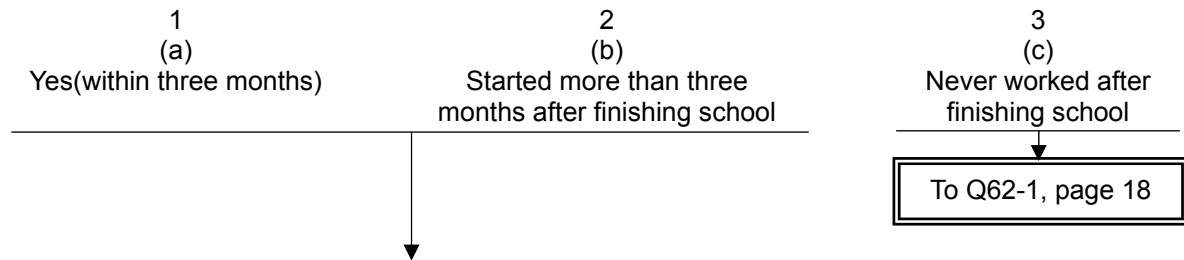 1
(a)
Yes(within three months)
2
(b)
Started more than three
months after finishing school
3
(c)
Never worked after
finishing school
To Q62-1, page 18